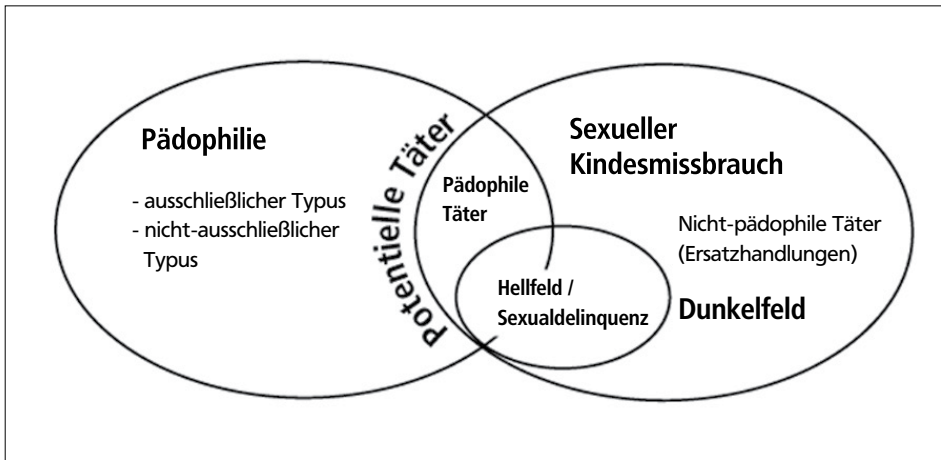 Pädophilie
- ausschließlicher Typus
- nicht-ausschließlicher
Typus
Potentielle Täter
Pädophile
Täter
Hellfeld /
Sexualdelinquenz
Sexueller
Kindesmissbrauch
Nicht-pädophile Täter
(Ersatzhandlungen)
Dunkelfeld